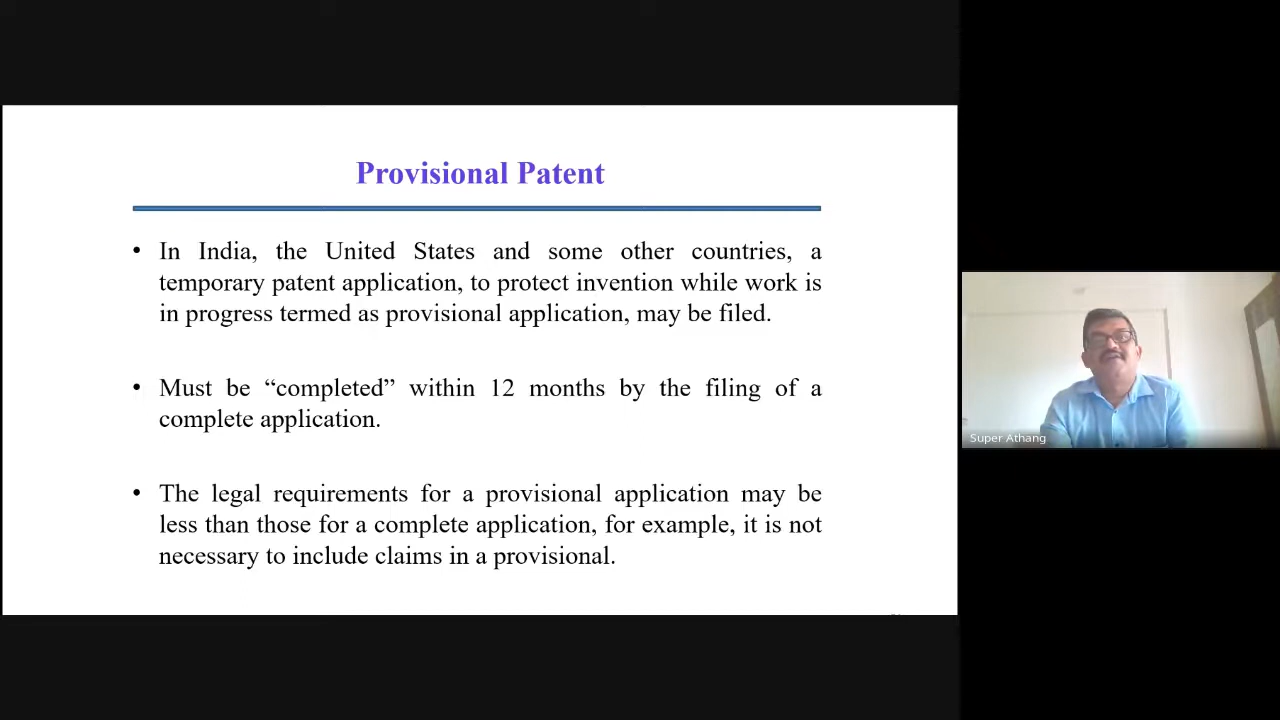 Provisional Patent
• In India, the United States and some other countries, a
temporary patent application, to protect invention while work is
in progress termed as provisional application, may be filed.
• Must be “completed” within 12 months by the filing of a
complete application.
• The legal requirements for a provisional application may be
less than those for a complete application, for example, it is not
necessary to include claims in a provisional.
Super Athang